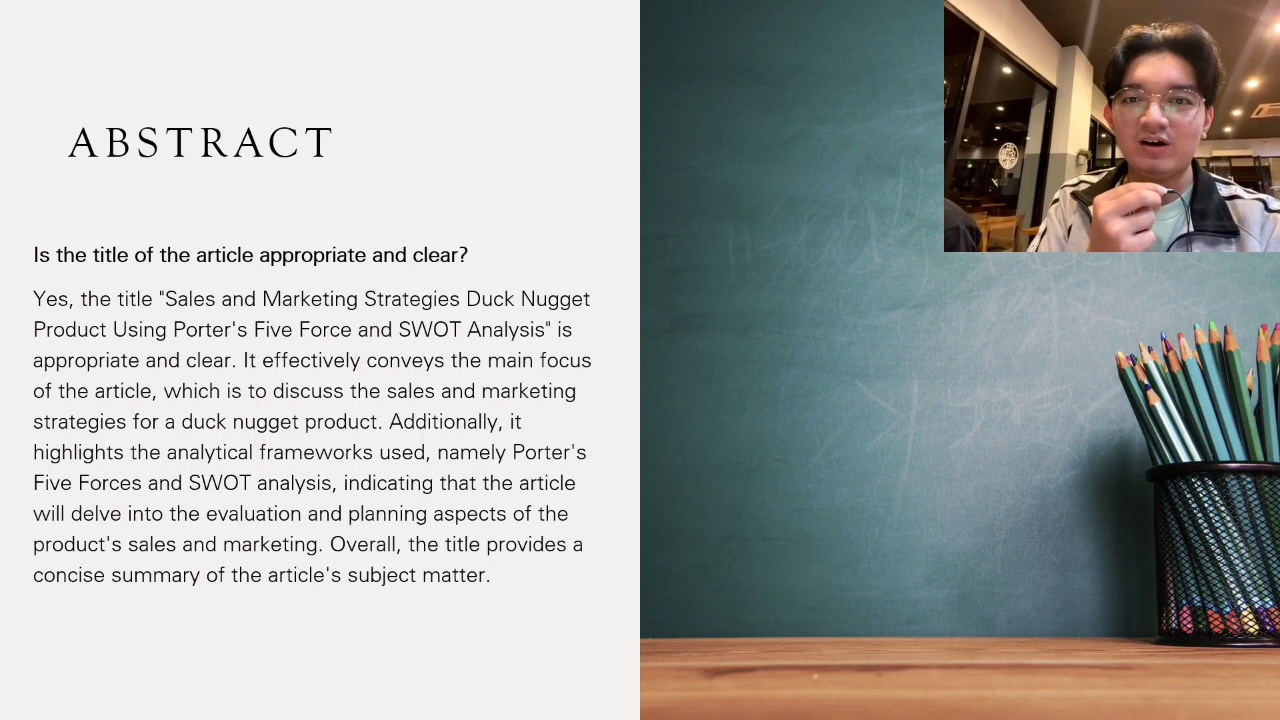 ABSTRACT
Is the title of the article appropriate and clear?
Yes, the title "Sales and Marketing Strategies Duck Nugget
Product Using Porter's Five Force and SWOT Analysis" is
appropriate and clear. It effectively conveys the main focus
of the article, which is to discuss the sales and marketing
strategies for a duck nugget product. Additionally, it
highlights the analytical frameworks used, namely Porter's
Five Forces and SWOT analysis, indicating that the article
will delve into the evaluation and planning aspects of the
product's sales and marketing. Overall, the title provides a
concise summary of the article's subject matter.